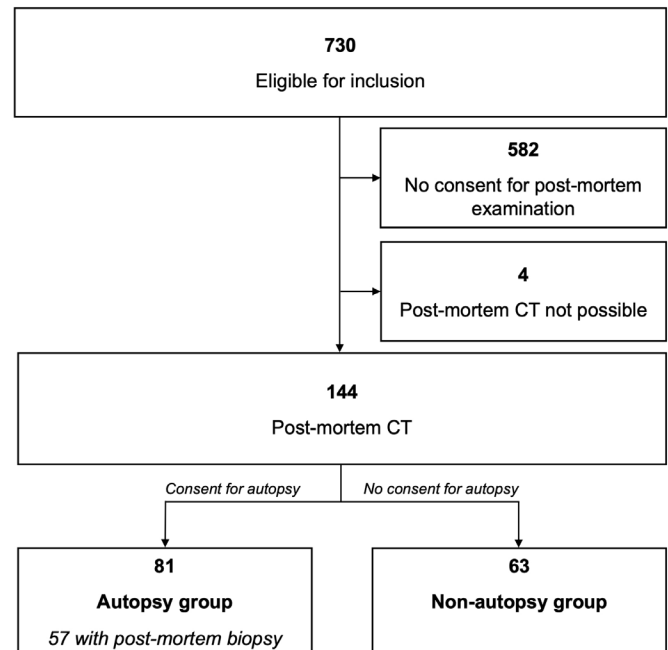 730
Eligible for inclusion
582
No consent for post-mortem
examination
4
Post-mortem CT not possible
144
Post-mortem CT
Consent for autopsy
No consent for autopsy
81
Autopsy group
57 with post-mortem biopsy
63
Non-autopsy group